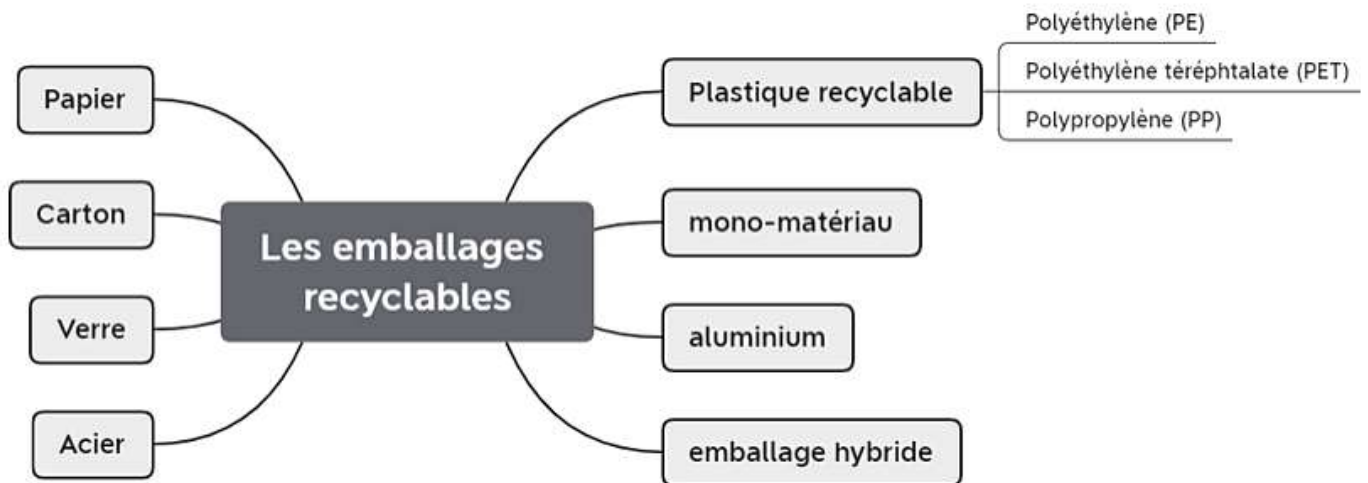 Les emballages
recyclables
Papier
Carton
Verre
Acier
Plastique recyclable
Polyéthylène (PE)
Polyéthylène téréphtalate (PET)
Polypropylène (PP)
mono-matériau
aluminium
emballage hybride